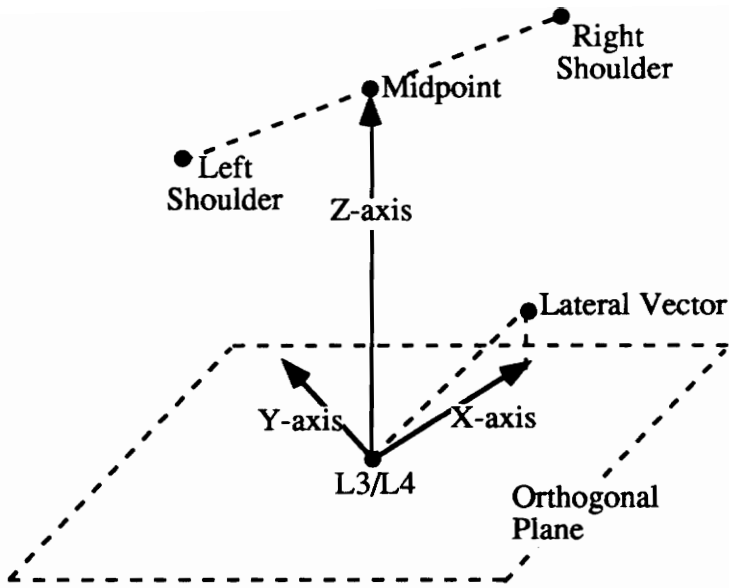 Right
Shoulder
Midpoint
Left
Shoulder
Z-axis
Lateral Vector
Y-axis
X-axis
L3/L4
Orthogonal
Plane